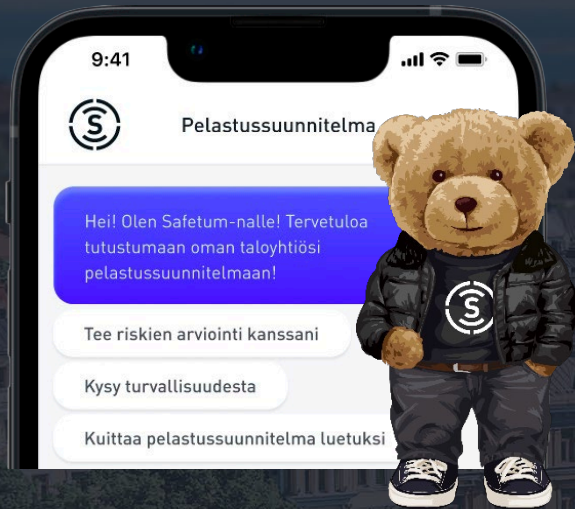 9:41
Pelastussuunnitelma
Hei! Olen Safetum-nalle! Tervetuloa
tutustumaan oman taloyhtiösi
pelastussuunnitelmaan!
Tee riskien arviointi kanssani
Kysy turvallisuudesta
Kuittaa pelastussuunnitelma luetuksi
S
S